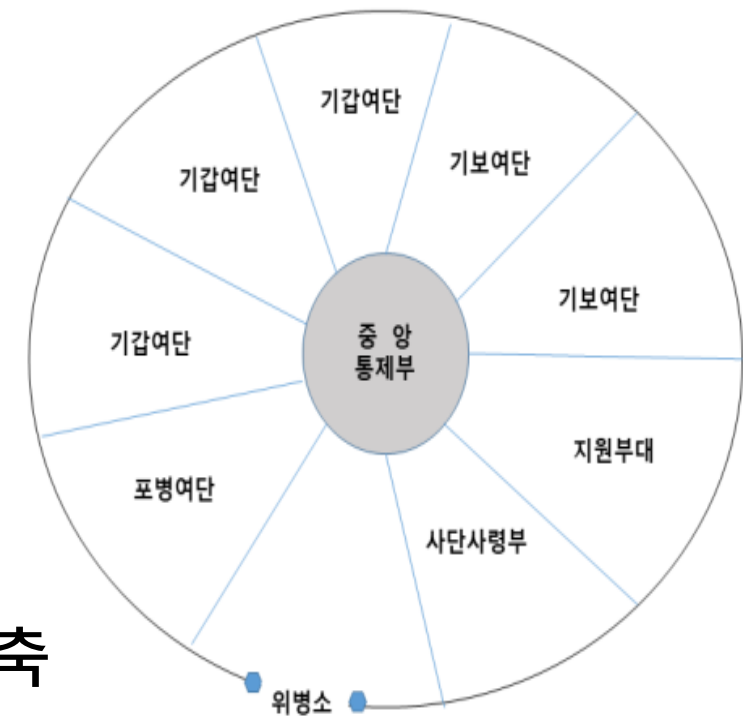 기갑여단
기보여단
기갑여단
기보여단
기갑여단
중 앙
통제부
지원부대
포병여단
사단사령부
축
위병소